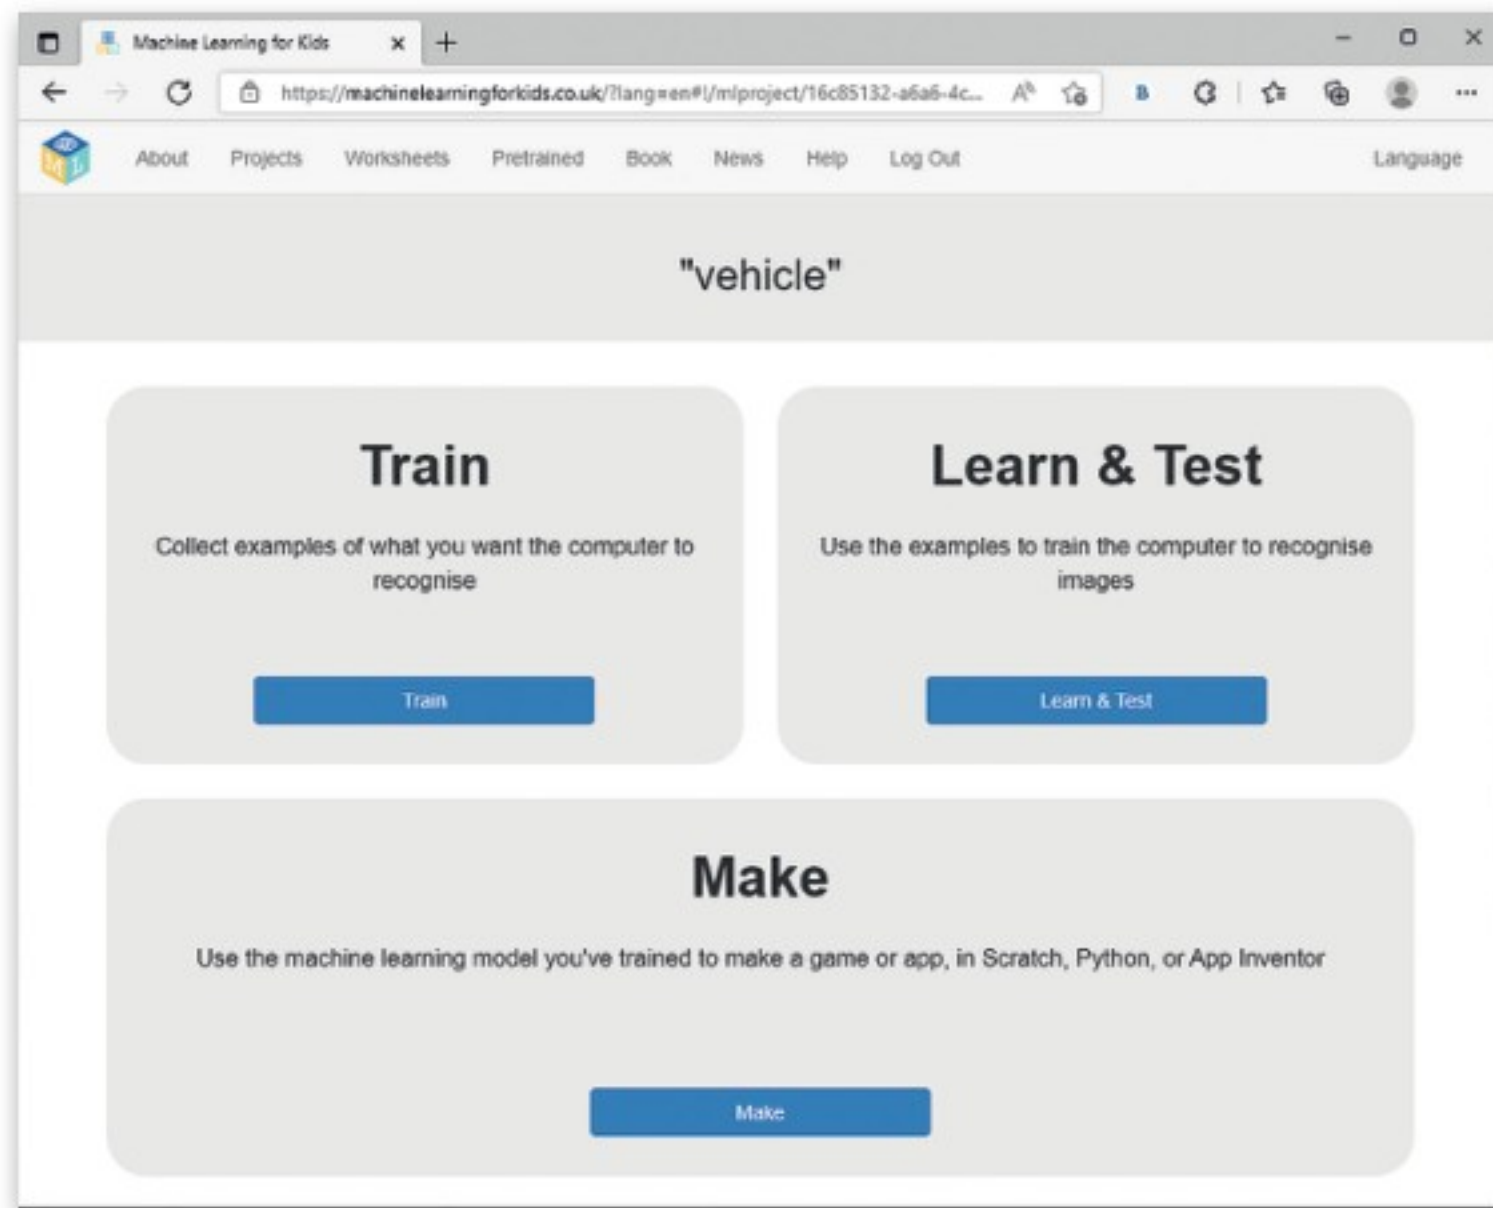 Machine Learning for Kids
https://machinelearningforkids.co.uk/?lang=en#!/mlproject/16c85132-a6a6-4c...
About Projects Worksheets Pretrained Book News Help Log Out Language
"vehicle"
Train
Collect examples of what you want the computer to
recognise
Train
Learn & Test
Use the examples to train the computer to recognise
images
Learn & Test
Make
Use the machine learning model you've trained to make a game or app, in Scratch, Python, or App Inventor
Make